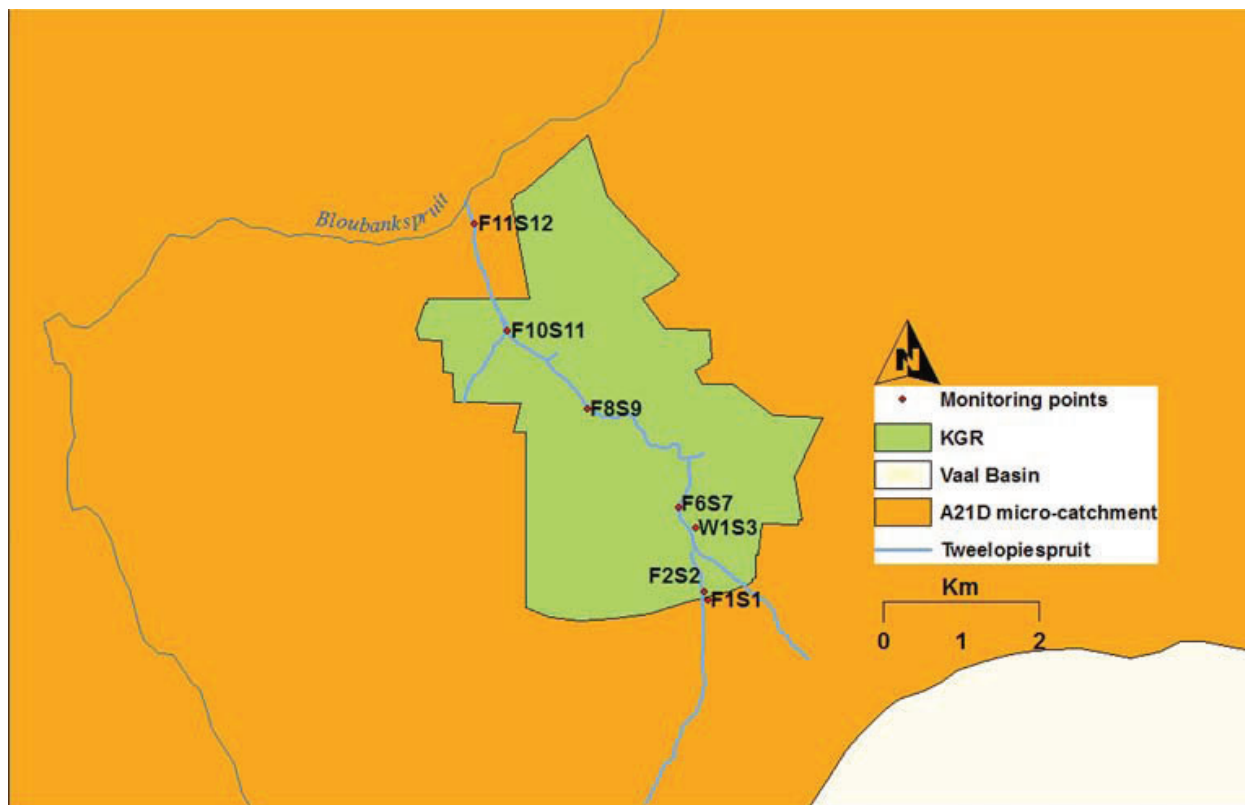 Bloubankspruit
F11S12
F10S11
F8S9
F6S7
W1S3
F2S2
F1S1
N
Monitoring points
KGR
Vaal Basin
A21D micro-catchment
Tweelopiespruit
Km
0 1 2